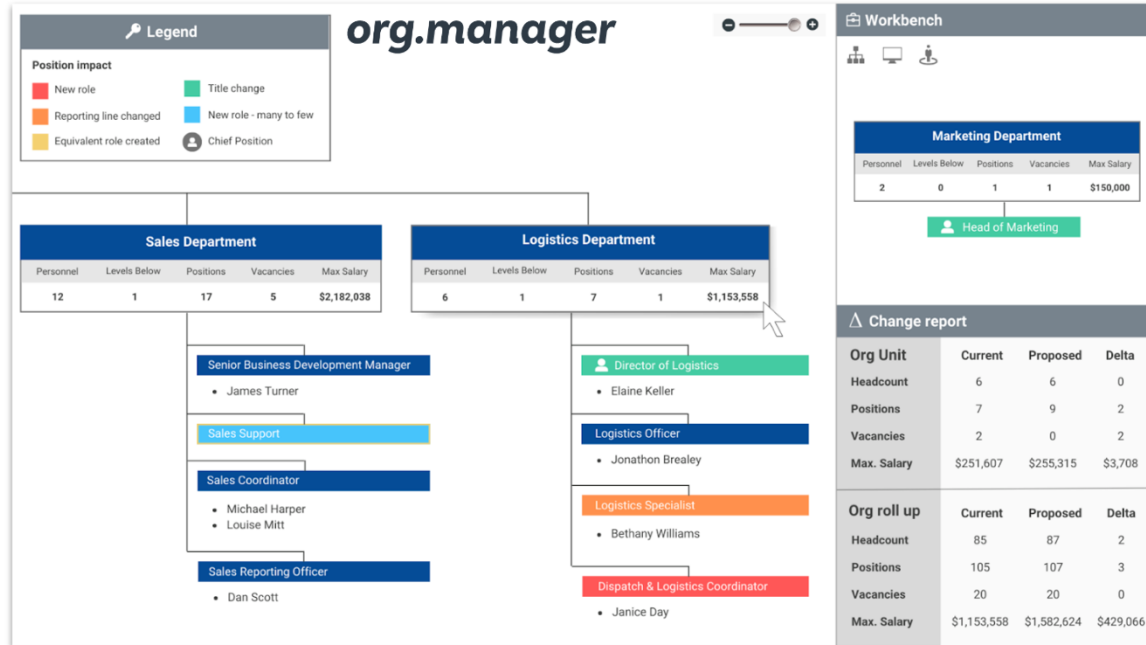 Legend
Position impact
New role
Title change
Reporting line changed
New role - many to few
Equivalent role created
Chief Position
org.manager
Sales Department
Personnel Levels Below Positions Vacancies Max Salary
12 1 17 5 $2,182,038
Senior Business Development Manager
• James Turner
Sales Support
Sales Coordinator
• Michael Harper
• Louise Mitt
Sales Reporting Officer
• Dan Scott
Logistics Department
Personnel Levels Below Positions Vacancies Max Salary
6 1 7 1 $1,153,558
Director of Logistics
• Elaine Keller
Logistics Officer
• Jonathon Brealey
Logistics Specialist
• Bethany Williams
Dispatch & Logistics Coordinator
• Janice Day
Workbench
Marketing Department
Personnel Levels Below Positions Vacancies Max Salary
2 0 1 1 $150,000
Head of Marketing
Δ Change report
Org Unit Current Proposed Delta
Headcount 6 6 0
Positions 7 9 2
Vacancies 2 0 2
Max. Salary $251,607 $255,315 $3,708
Org roll up Current Proposed Delta
Headcount 85 87 2
Positions 105 107 3
Vacancies 20 20 0
Max. Salary $1,153,558 $1,582,624 $429,066